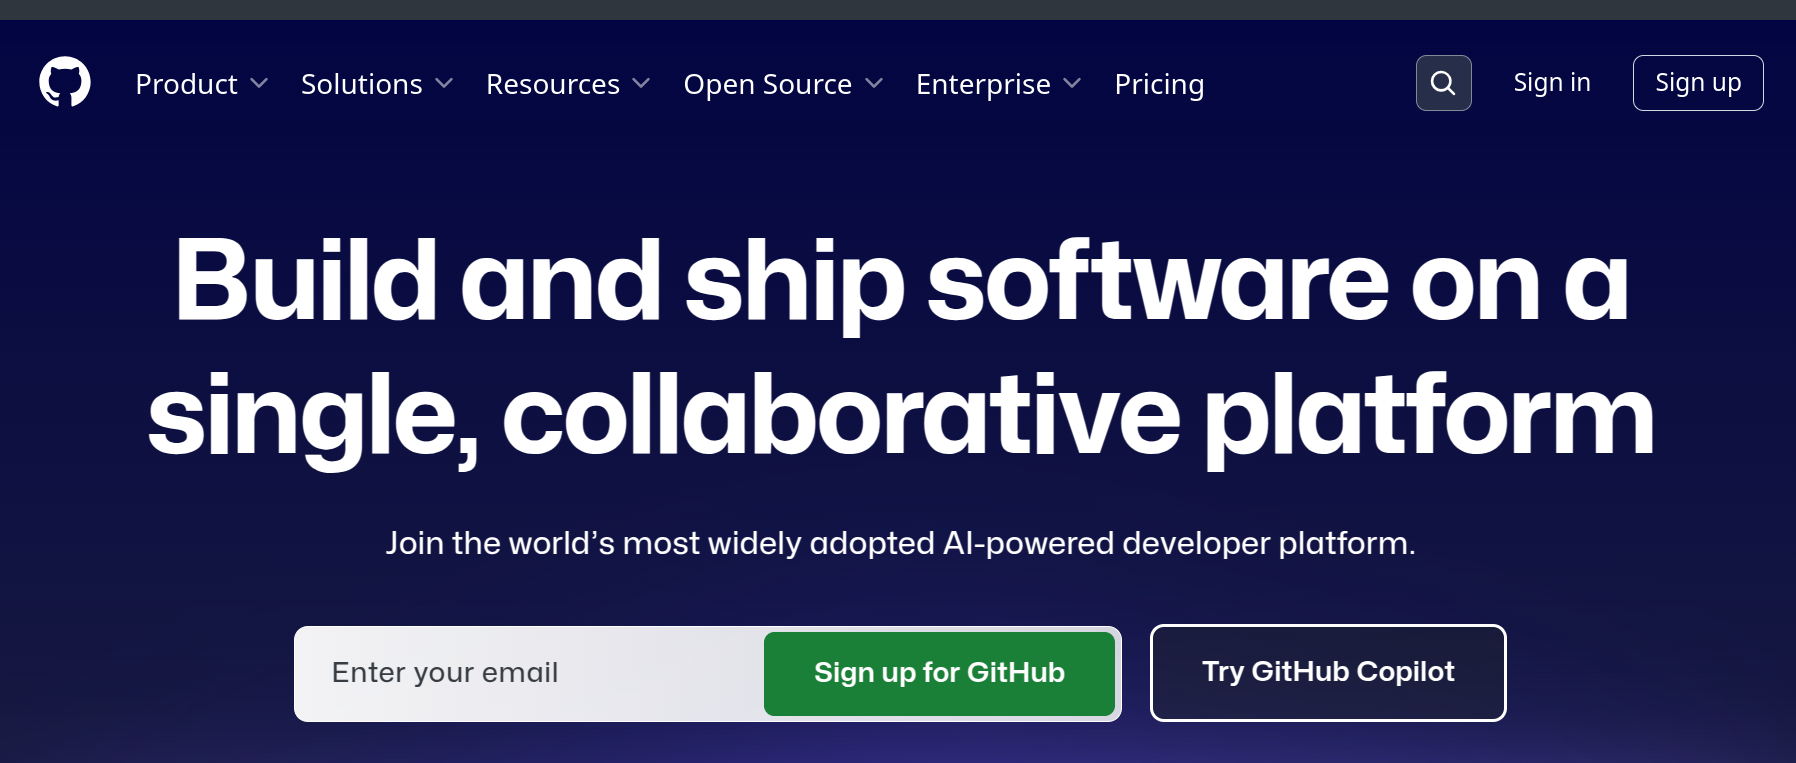 Product Solutions Resources Open Source Enterprise Pricing Sign in Sign up
Build and ship software on a
single, collaborative platform
Join the world’s most widely adopted AI-powered developer platform.
Enter your email Sign up for GitHub Try GitHub Copilot